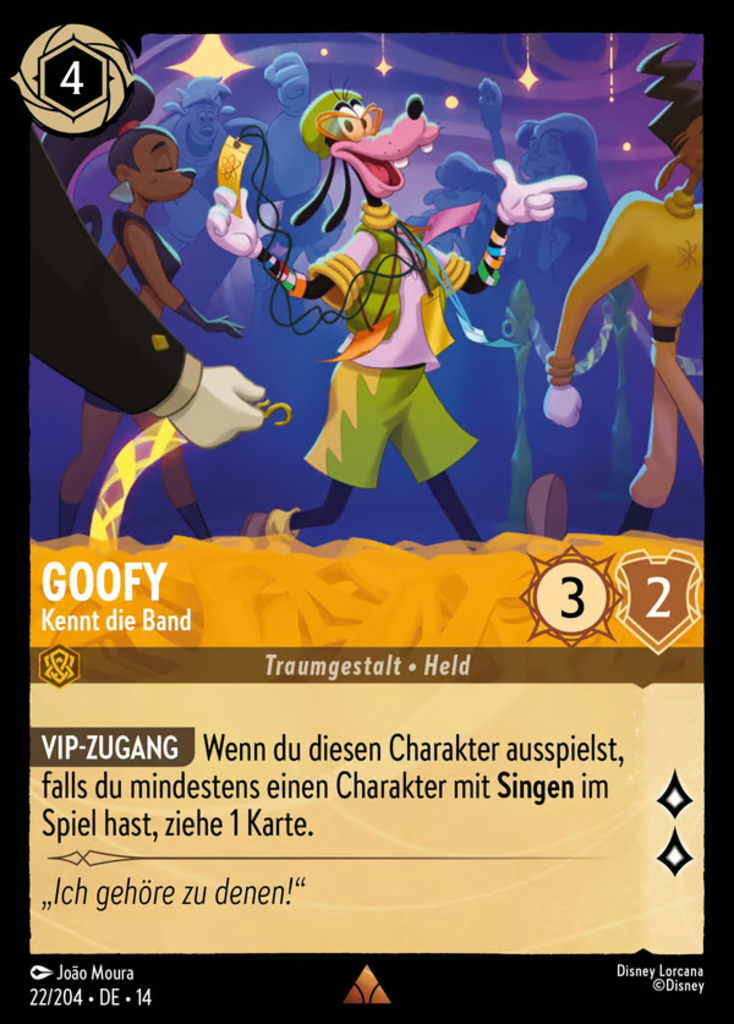 4
GOOFY
Kennt die Band
3
2
Traumgestalt • Held
VIP-ZUGANG Wenn du diesen Charakter ausspielst,
falls du mindestens einen Charakter mit Singen im
Spiel hast, ziehe 1 Karte.
„Ich gehöre zu denen!“
João Moura
22/204 • DE • 14
Disney Lorcana
©Disney